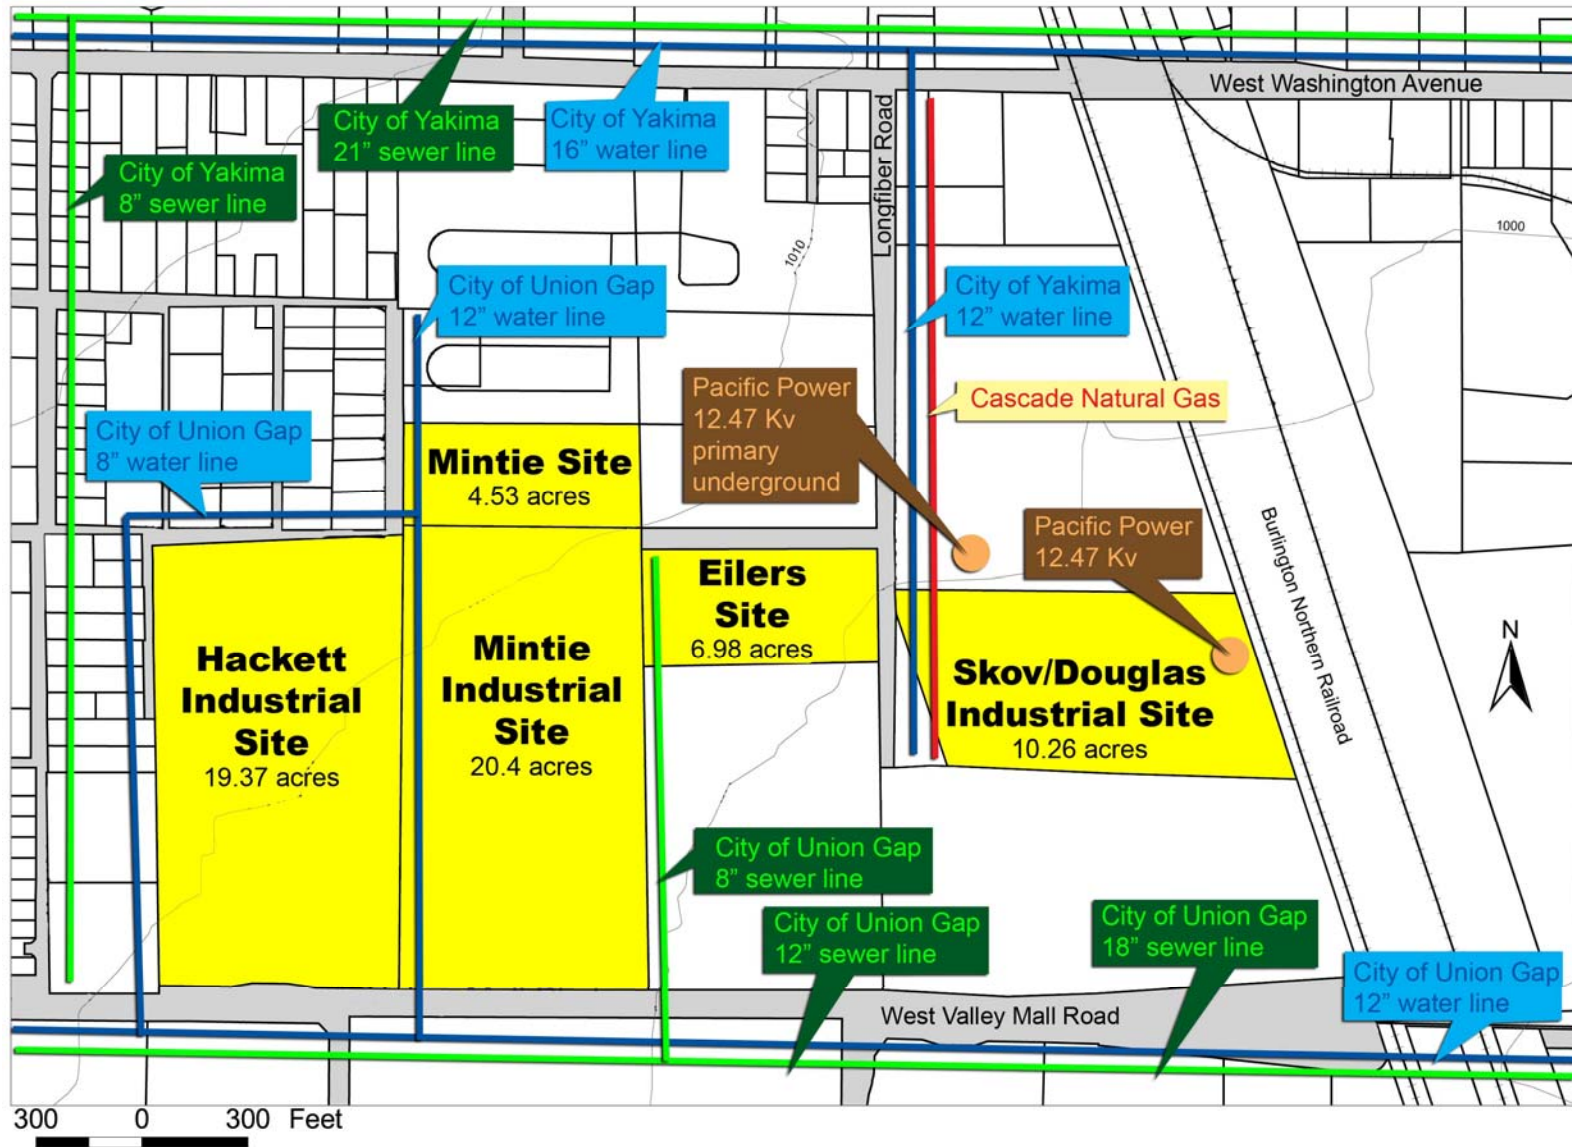 West Washington Avenue
City of Yakima
21" sewer line
City of Yakima
16" water line
Longfiber Road
City of Yakima
8" sewer line
1010
1000
City of Union Gap
12" water line
City of Yakima
12" water line
Pacific Power
12.47 Kv
primary
underground
Cascade Natural Gas
City of Union Gap
8" water line
Mintie Site
4.53 acres
Pacific Power
12.47 Kv
Burlington Northern Railroad
Eilers
Site
6.98 acres
N
Hackett
Industrial
Site
19.37 acres
Mintie
Industrial
Site
20.4 acres
Skov/Douglas
Industrial Site
10.26 acres
City of Union Gap
8" sewer line
City of Union Gap
12" sewer line
City of Union Gap
18" sewer line
City of Union Gap
12" water line
West Valley Mall Road
300 0 300 Feet